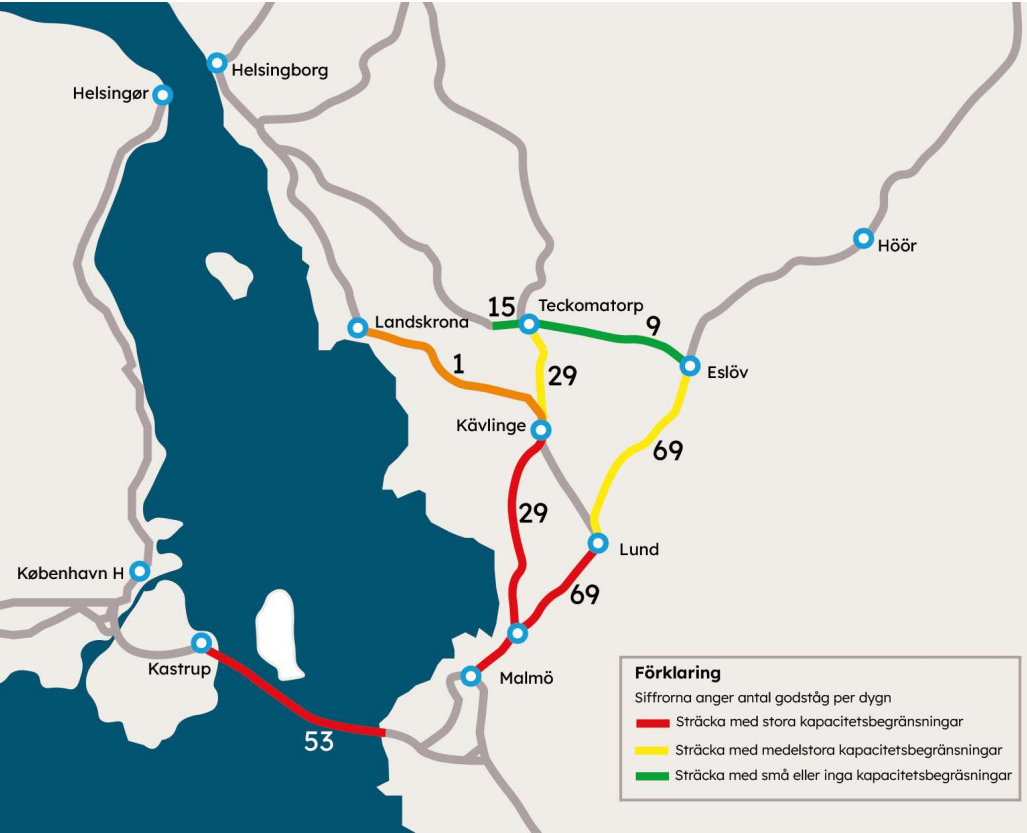 Helsingborg
Helsingør
Höör
15
Teckomatorp
Landskrona
9
1
29
Eslöv
Kävlinge
69
29
Lund
København H
69
Kastrup
Malmö
53
Förklaring
Siffrorna anger antal godståg per dygn
Sträcka med stora kapacitetsbegränsningar
Sträcka med medelstora kapacitetsbegränsningar
Sträcka med små eller inga kapacitetsbegräsningar